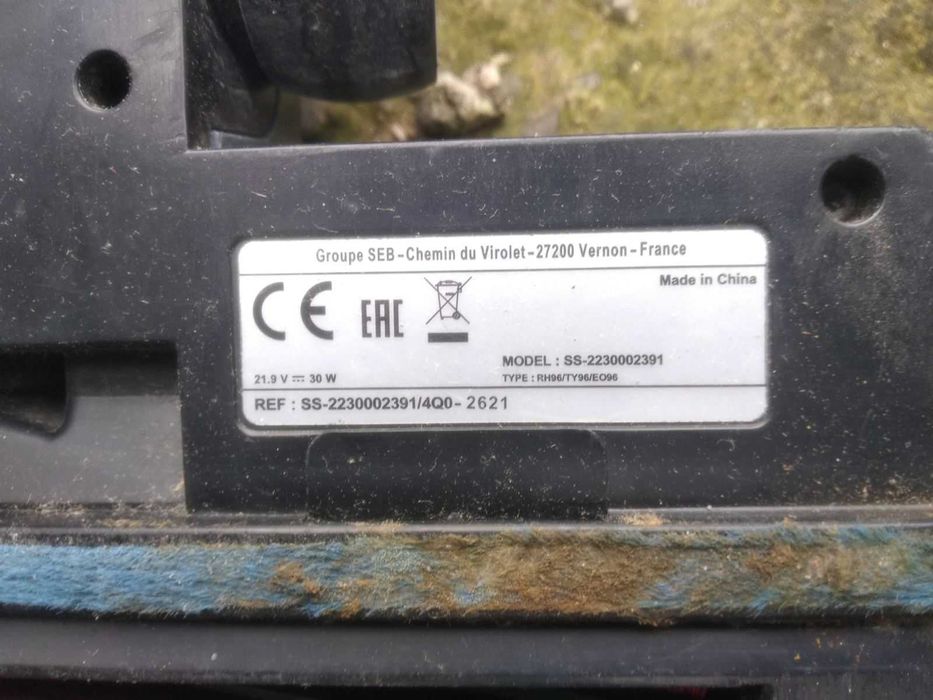 Groupe SEB-Chemin du Virolet-27200 Vernon-France
Made in China
CE EAC
MODEL : SS-2230002391
21.9 V ⎓ 30 W
TYPE : RH96/TY96/EO96
REF : SS-2230002391/4Q0- 2621